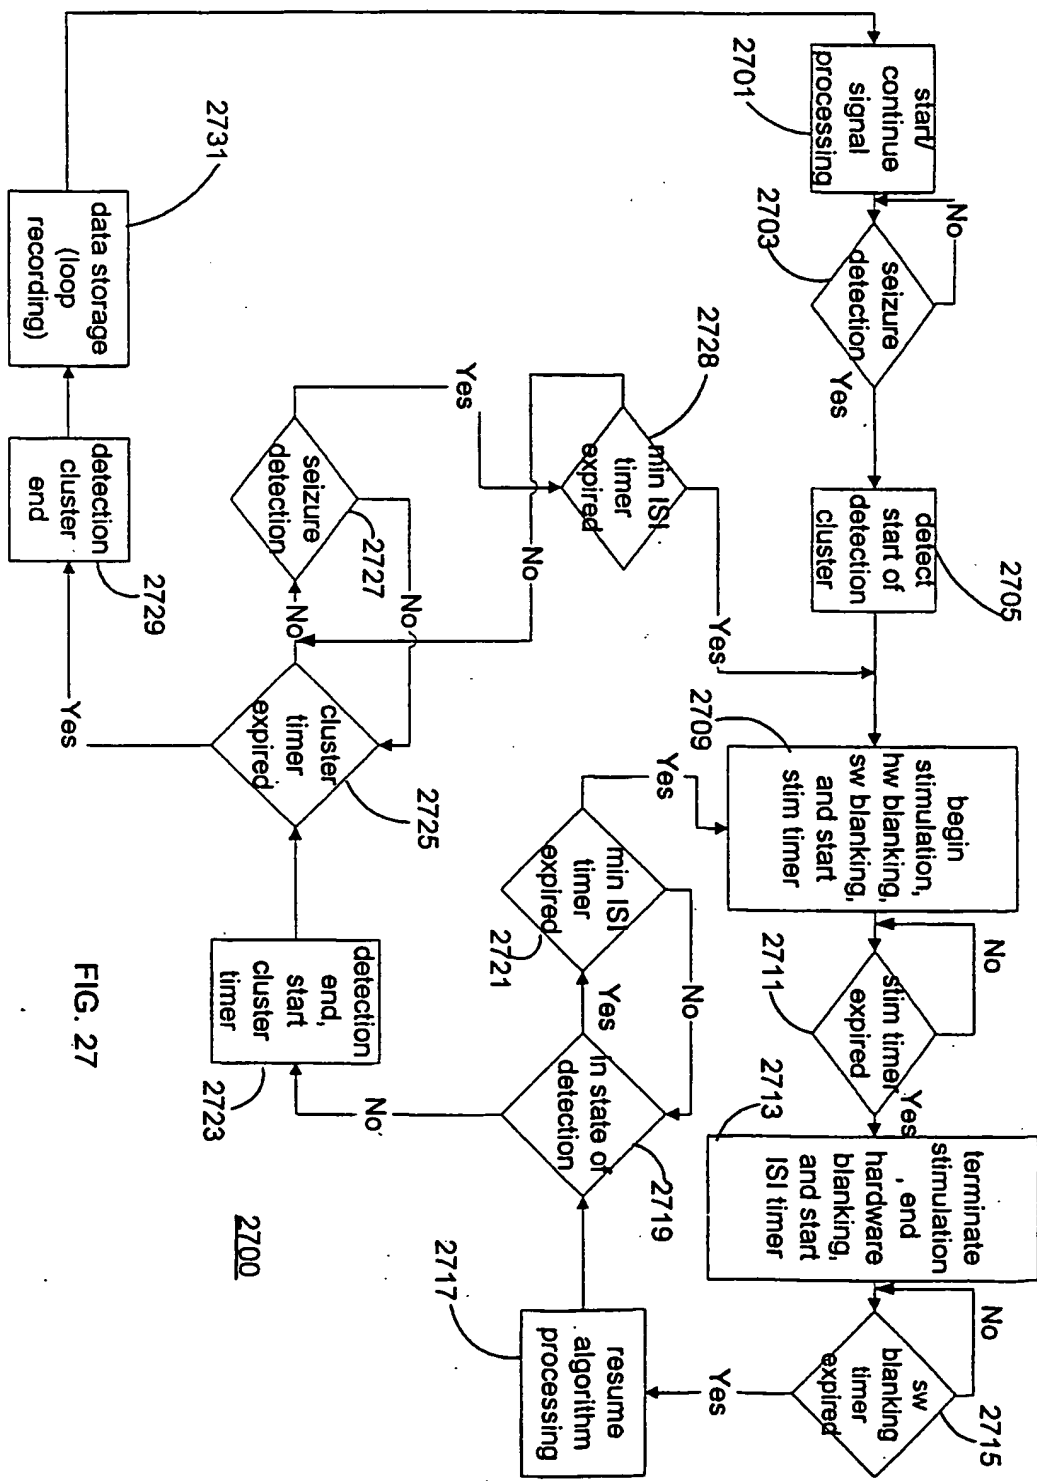 start/
continue
signal
processing
2701
No
seizure
detection
2703
Yes
detect
start of
detection
cluster
2705
begin
stimulation,
hw blanking,
sw blanking,
and start
stim timer
2709
No
stim timer
expired
2711
Yes
terminate
stimulation
, end
hardware
blanking,
and start
ISI timer
2713
No
sw
blanking
timer
expired
2715
Yes
resume
algorithm
processing
2717
In state of
detection
2719
Yes
No
min ISI
timer
expired
2721
Yes
No
detection
end,
start
cluster
timer
2723
cluster
timer
expired
2725
No
seizure
detection
2727
No
Yes
min ISI
timer
expired
2728
Yes
No
Yes
detection
cluster
end
2729
data storage
(loop
recording)
2731
2700
FIG. 27